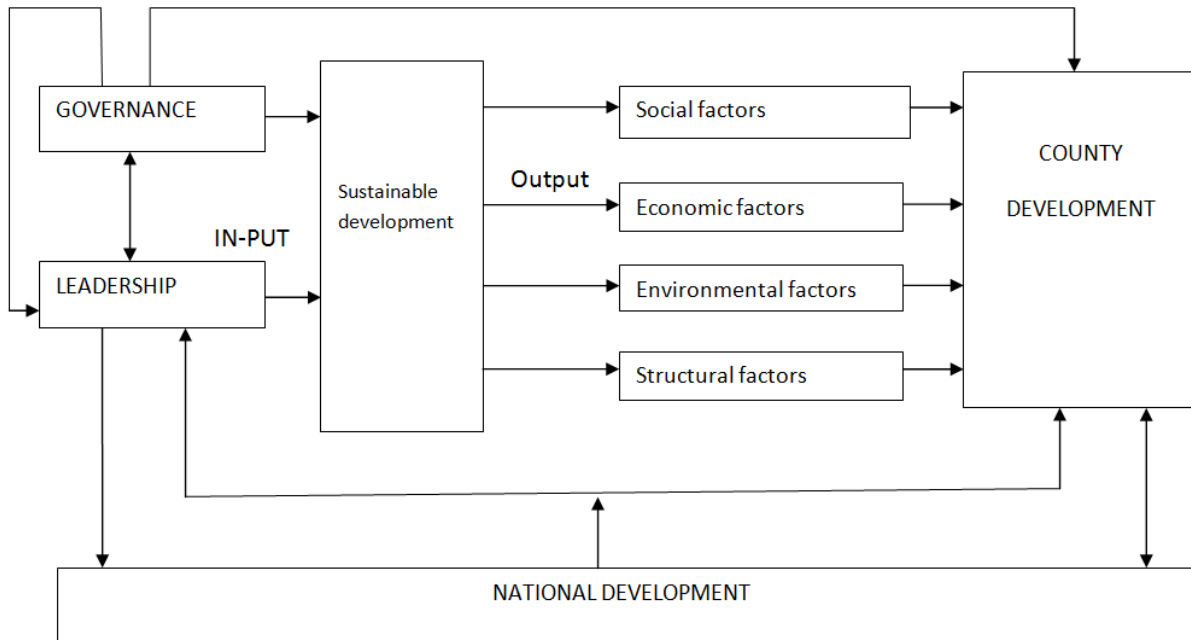 GOVERNANCE
LEADERSHIP
IN-PUT
Sustainable
development
Output
Social factors
Economic factors
Environmental factors
Structural factors
COUNTY
DEVELOPMENT
NATIONAL DEVELOPMENT